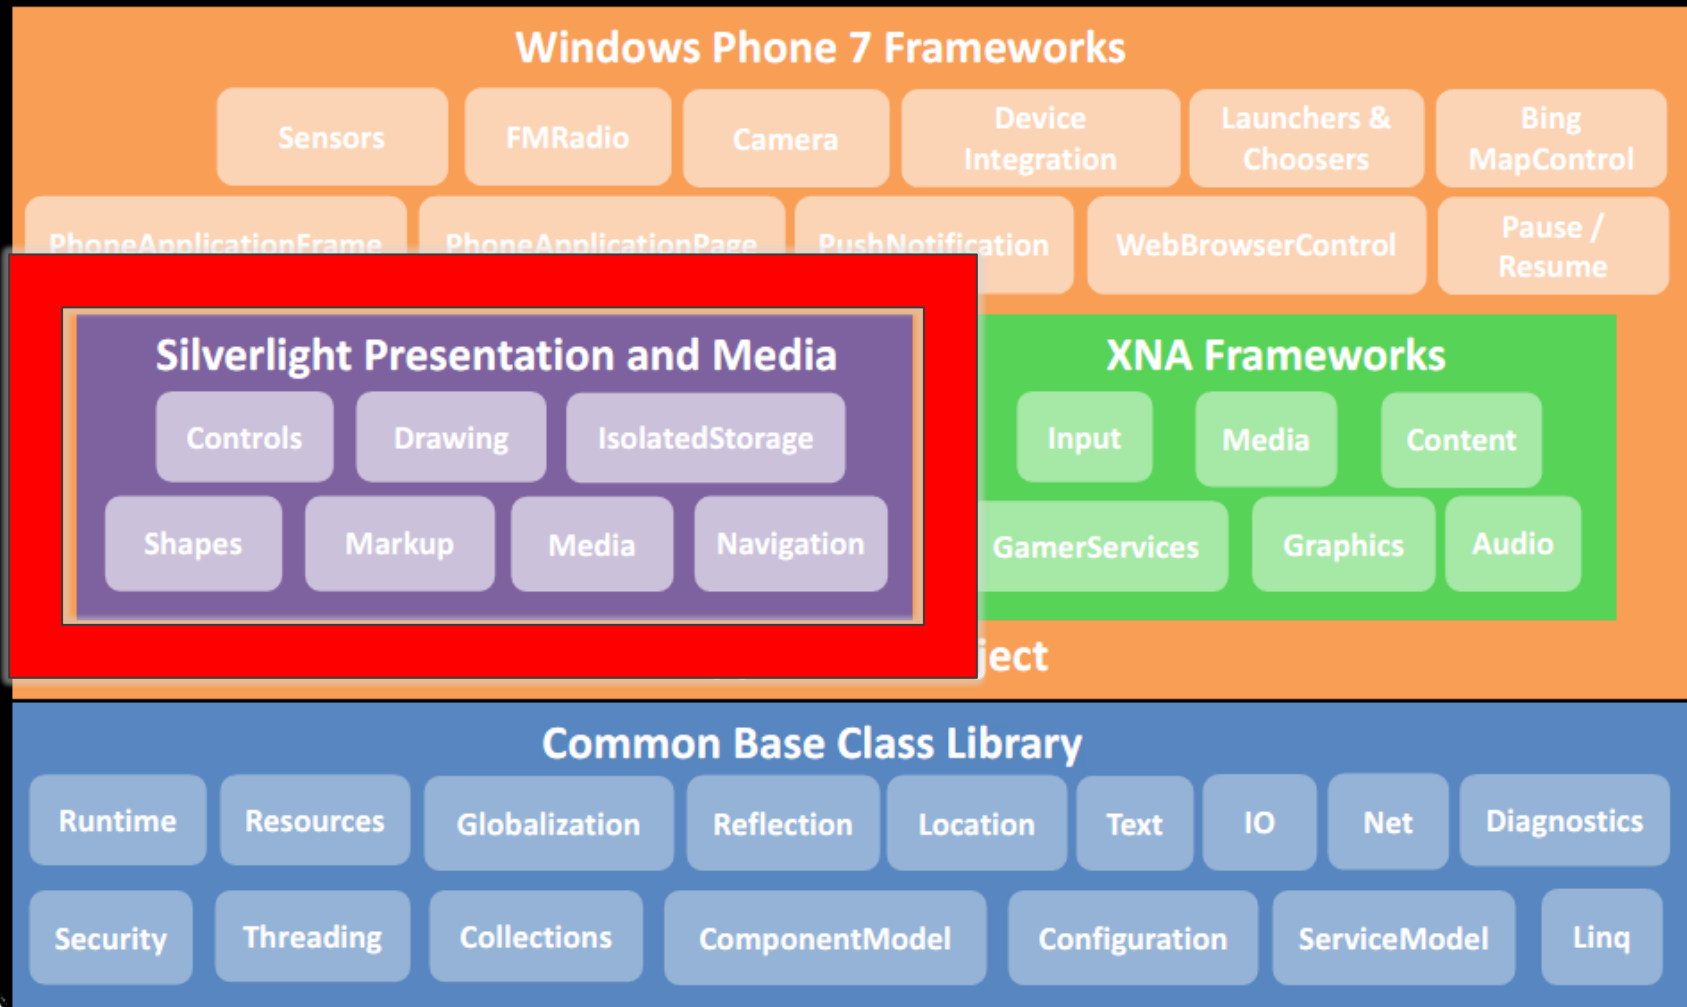 Windows Phone 7 Frameworks
Sensors
FMRadio
Camera
Device
Integration
Launchers &
Choosers
Bing
MapControl
PhoneApplicationFrame
PhoneApplicationPage
PushNotification
WebBrowserControl
Pause /
Resume
Silverlight Presentation and Media
Controls
Drawing
IsolatedStorage
Shapes
Markup
Media
Navigation
XNA Frameworks
Input
Media
Content
GamerServices
Graphics
Audio
ject
Common Base Class Library
Runtime
Resources
Globalization
Reflection
Location
Text
IO
Net
Diagnostics
Security
Threading
Collections
ComponentModel
Configuration
ServiceModel
Linq